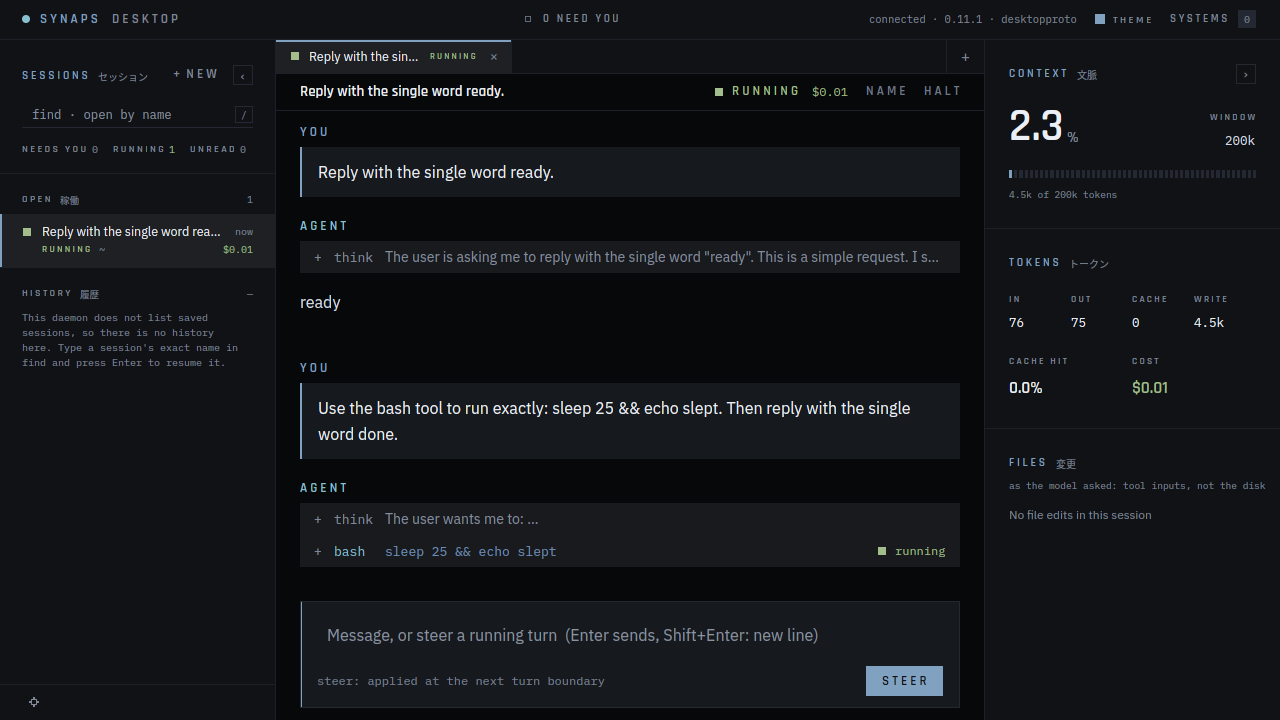 SYNAPS DESKTOP
0 NEED YOU
connected · 0.11.1 · desktopproto
THEME
SYSTEMS 0
SESSIONS セッション + NEW ‹
find · open by name /
NEEDS YOU 0 RUNNING 1 UNREAD 0
OPEN 稼働 1
Reply with the single word rea… now
RUNNING ~ $0.01
HISTORY 履歴 —
This daemon does not list saved
sessions, so there is no history
here. Type a session's exact name in
find and press Enter to resume it.
Reply with the sin… RUNNING ×
+
Reply with the single word ready.
RUNNING $0.01 NAME HALT
YOU
Reply with the single word ready.
AGENT
+ think The user is asking me to reply with the single word "ready". This is a simple request. I s…
ready
YOU
Use the bash tool to run exactly: sleep 25 && echo slept. Then reply with the single
word done.
AGENT
+ think The user wants me to: …
+ bash sleep 25 && echo slept running
Message, or steer a running turn (Enter sends, Shift+Enter: new line)
steer: applied at the next turn boundary
STEER
CONTEXT 文脈 ›
2.3 %
WINDOW
200k
4.5k of 200k tokens
TOKENS トークン
IN OUT CACHE WRITE
76 75 0 4.5k
CACHE HIT COST
0.0% $0.01
FILES 変更
as the model asked: tool inputs, not the disk
No file edits in this session